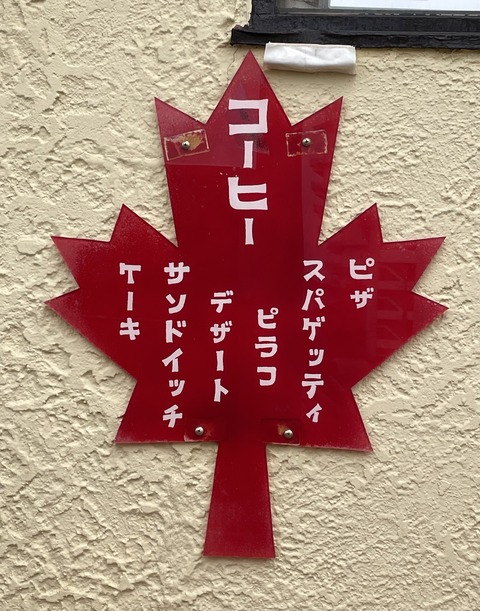 コーヒー
ピザ
スパゲッティ
ピラフ
デザート
サンドイッチ
ケーキ